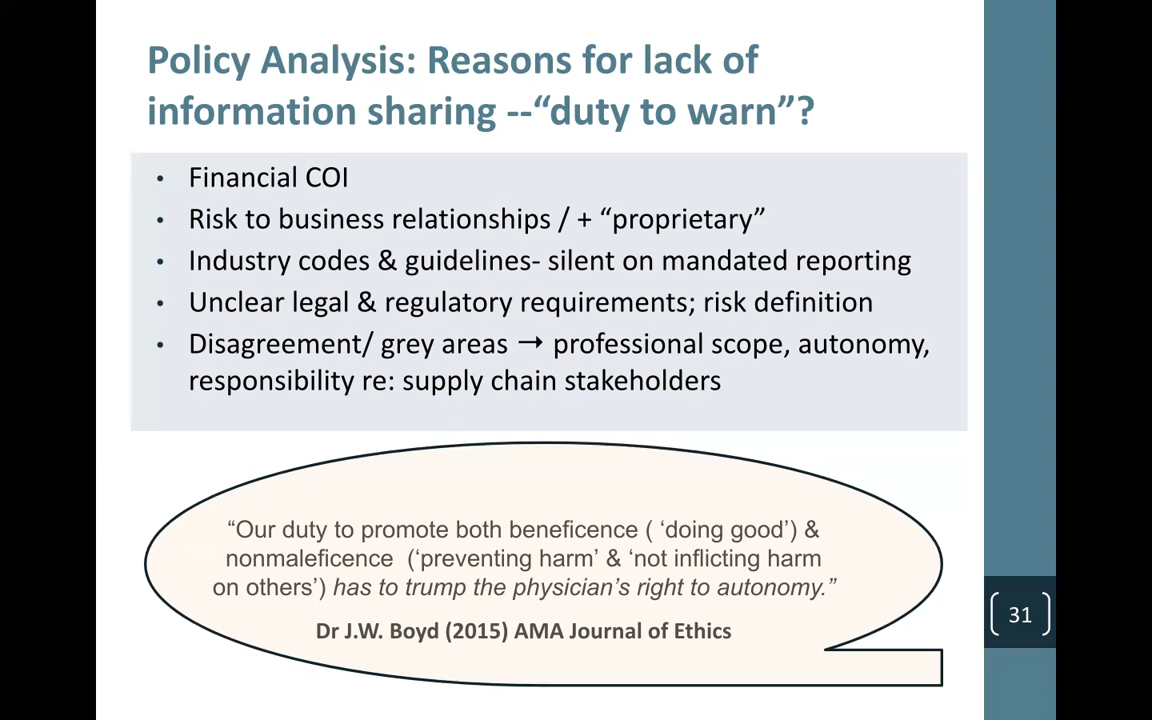 Policy Analysis: Reasons for lack of
information sharing --“duty to warn”?
• Financial COI
• Risk to business relationships / + “proprietary”
• Industry codes & guidelines- silent on mandated reporting
• Unclear legal & regulatory requirements; risk definition
• Disagreement/ grey areas → professional scope, autonomy,
responsibility re: supply chain stakeholders
“Our duty to promote both beneficence ( ‘doing good’) &
nonmaleficence (‘preventing harm’ & ‘not inflicting harm
on others’) has to trump the physician’s right to autonomy.”
Dr J.W. Boyd (2015) AMA Journal of Ethics
31